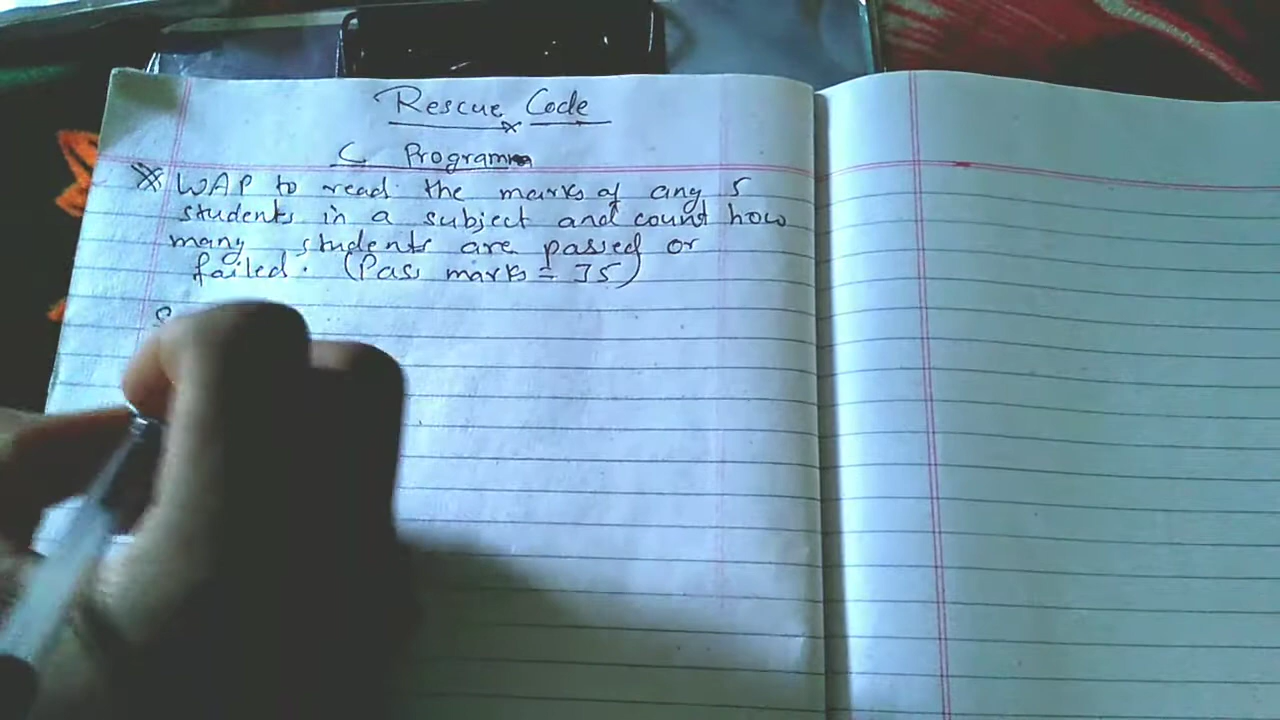 Rescue Code
C Program
WAP to read the marks of any 5
students in a subject and count how
many students are passed or
failed. (Pass marks = 35)
S